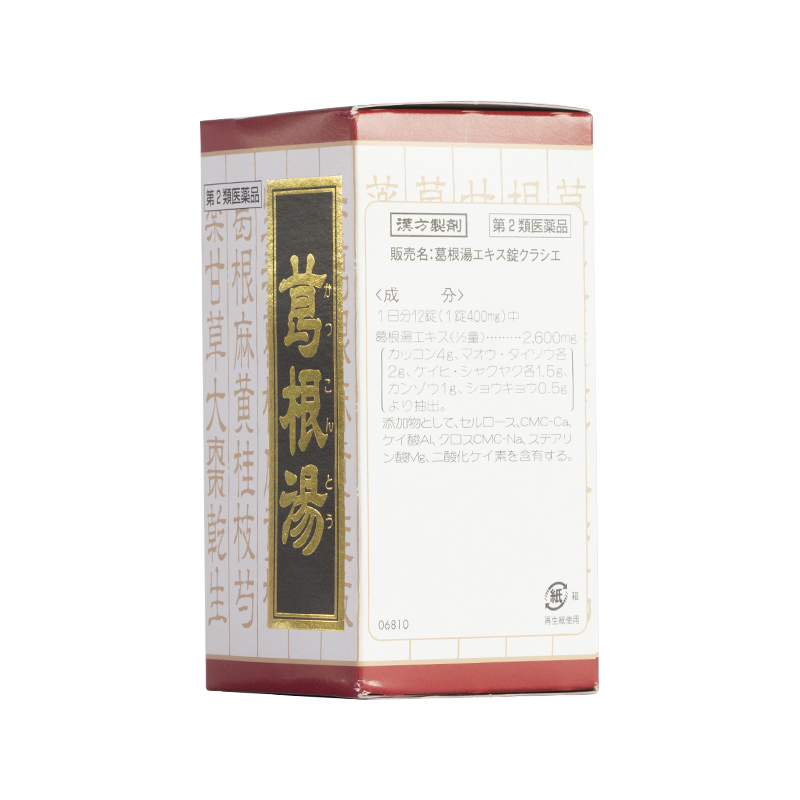 第2類医薬品
葛根湯
かっこんとう
葛根麻黄桂枝芍
薬甘草大棗乾生
漢方製剤
第2類医薬品
販売名:葛根湯エキス錠クラシエ
〈成 分〉
1日分12錠(1錠400mg)中
葛根湯エキス(1/2量)………2,600mg
カッコン4g、マオウ・タイソウ各
2g、ケイヒ・シャクヤク各1.5g、
カンゾウ1g、ショウキョウ0.5g
より抽出。
添加物として、セルロース、CMC-Ca、
ケイ酸Al、クロスCMC-Na、ステアリ
ン酸Mg、二酸化ケイ素を含有する。
紙 箱
再生紙使用
06810